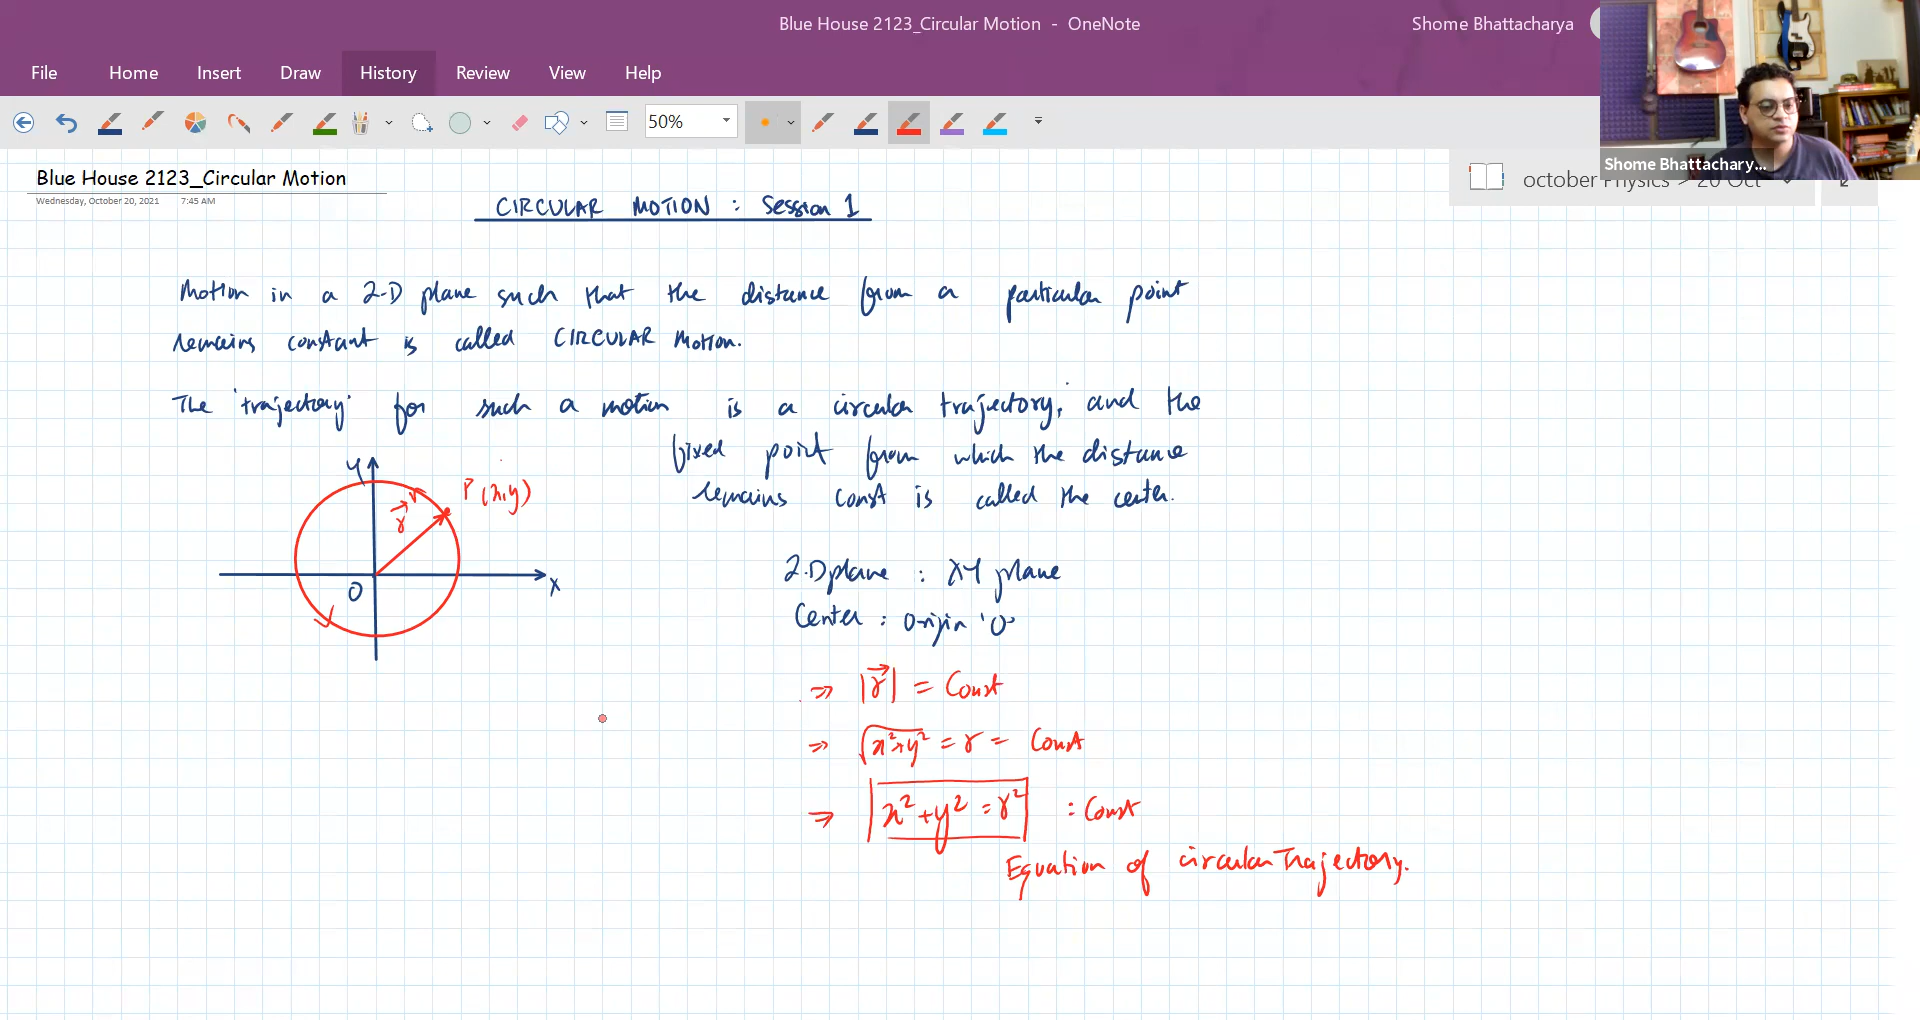 Blue House 2123_Circular Motion - OneNote
Shome Bhattacharya
File Home Insert Draw History Review View Help
50%
Shome Bhattachary...
october Physics > 20 Oct
Blue House 2123_Circular Motion
Wednesday, October 20, 2021 7:45 AM
CIRCULAR MOTION : Session 1
Motion in a 2-D plane such that the distance from a particular point
remains constant is called CIRCULAR Motion.
The 'trajectory' for such a motion is a circular trajectory, and the
fixed point from which the distance
remains const is called the center.
Y
P (x,y)
r⃗
O
X
2.D plane : XY plane
Center : Origin 'O'
⇒ |r⃗| = Const
⇒ √x²+y² = r = Const
⇒ x²+y² = r² : Const
Equation of circular Trajectory.